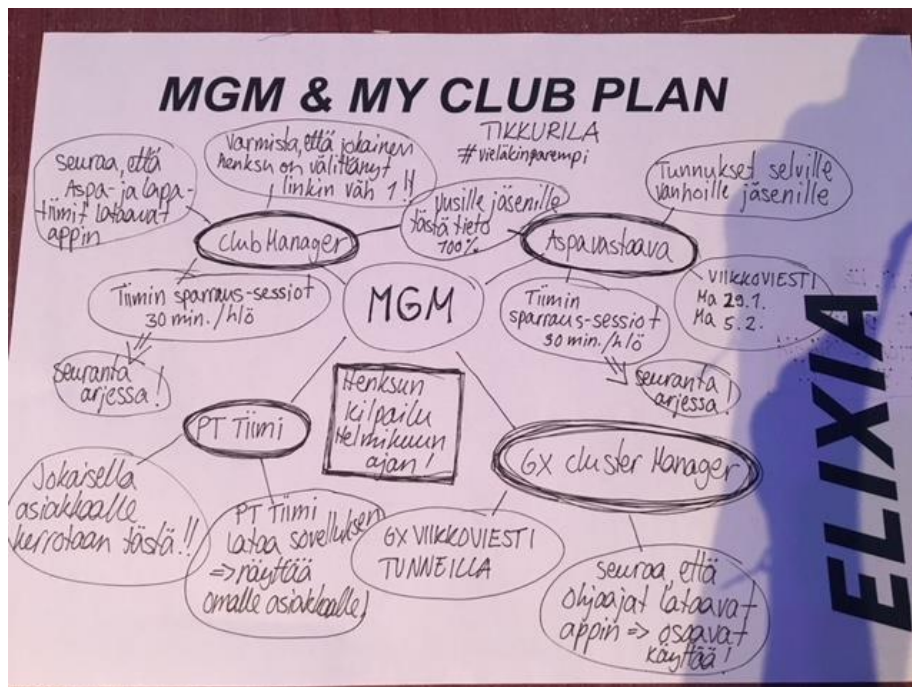 MGM & MY CLUB PLAN
TIKKURILA
#vieläkinparempi
seuraa, että
Aspa- ja lapa-
tiimit lataavat
appin
Varmista, että jokainen
henksu on välittänyt
linkin väh 1!!
Uusille jäsenille
tästä tieto
100%
Tunnukset selville
vanhoille jäsenille
Club Manager
Aspavastaava
MGM
Tiimin sparraus-sessiot
30 min./hlö
seuranta
arjessa!
Tiimin
sparraus-sessiot
30 min./hlö
seuranta
arjessa!
VIIKKOVIESTI
Ma 29.1.
Ma 5.2.
PT Tiimi
Henksun
kilpailu
Helmikuun
ajan!
GX cluster Manager
Jokaisella
asiakkaalle
kerrotaan tästä!!
PT Tiimi
lataa sovelluksen
=> näyttää
omalle asiakkaalle!
GX VIIKKOVIESTI
TUNNEILLA
seuraa, että
ohjaajat lataavat
appin => osaavat
käyttää!
ELIXIA